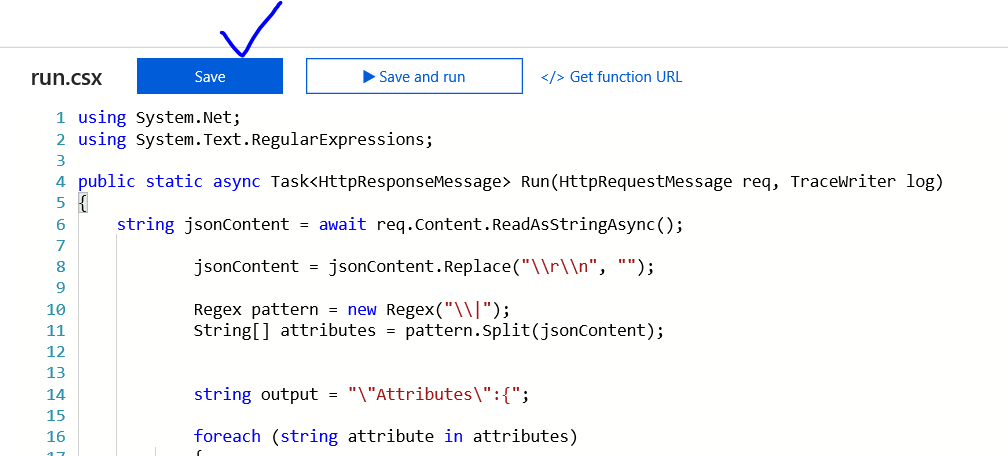 run.csx Save Save and run </> Get function URL
1 using System.Net;
2 using System.Text.RegularExpressions;
3
4 public static async Task<HttpResponseMessage> Run(HttpRequestMessage req, TraceWriter log)
5 {
6     string jsonContent = await req.Content.ReadAsStringAsync();
7
8             jsonContent = jsonContent.Replace("\\r\\n", "");
9
10             Regex pattern = new Regex("\\|");
11             String[] attributes = pattern.Split(jsonContent);
12
13
14             string output = "\"Attributes\":{";
15
16             foreach (string attribute in attributes)
17             {